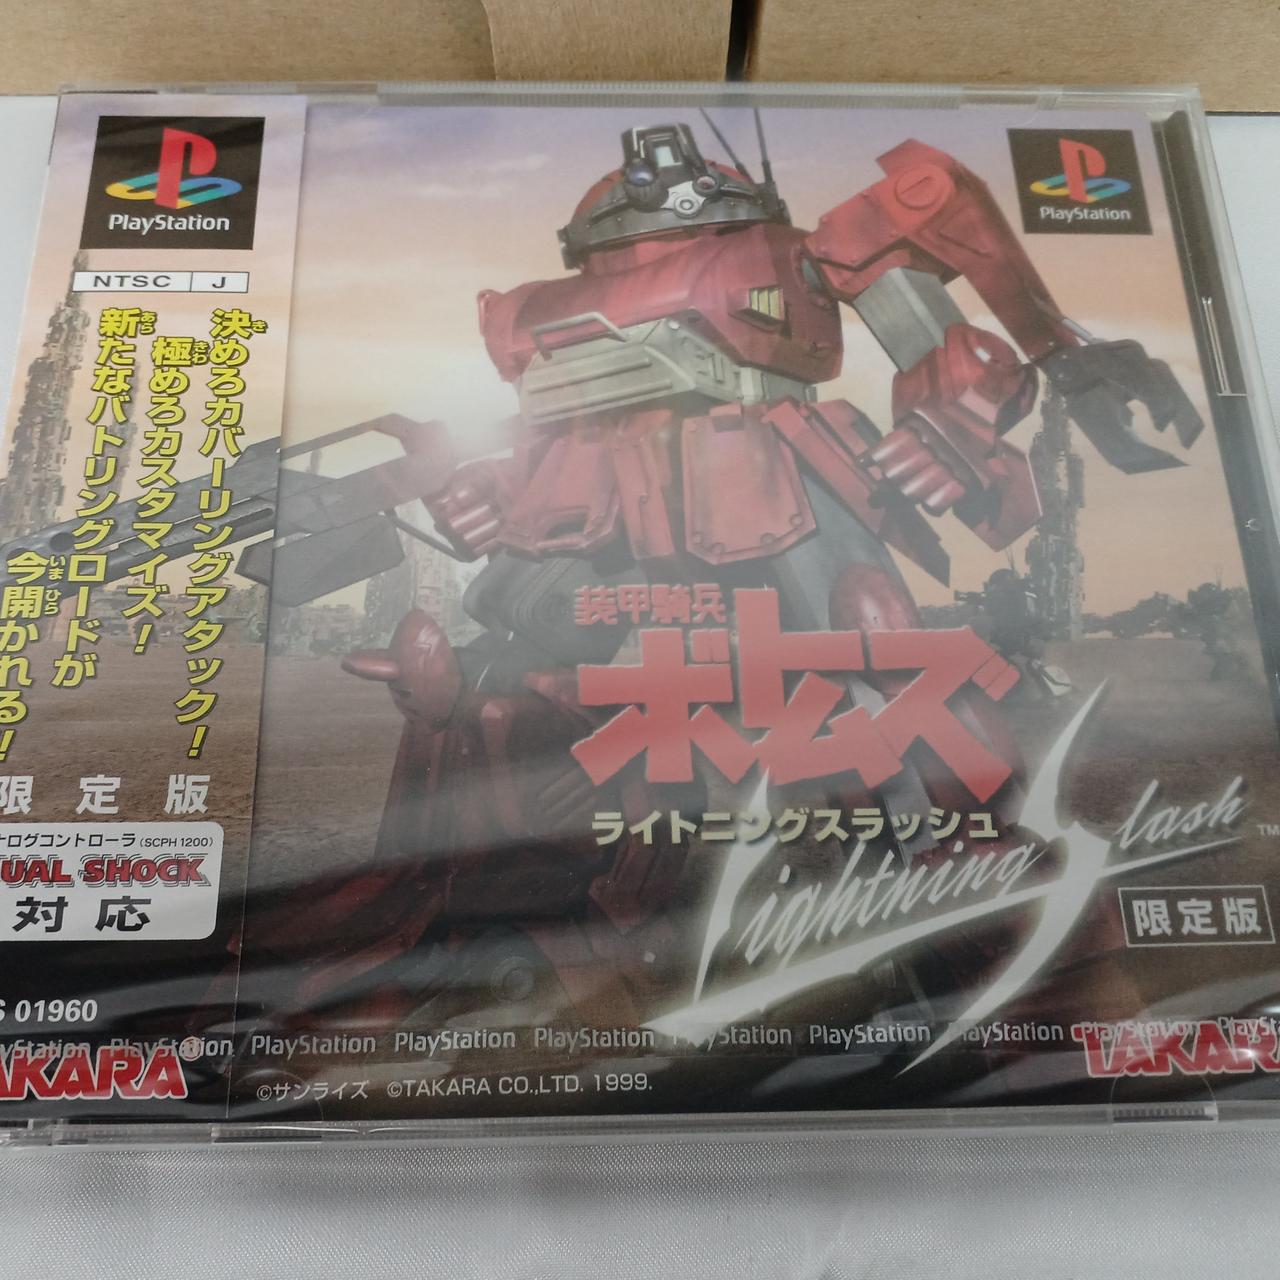 PlayStation
NTSC J
決めろカバーリングアタック!
極めろカスタマイズ!
新たなバトリングロードが
今開かれる!
限定版
ナログコントローラ(SCPH 1200)
UAL SHOCK
対応
S 01960
AKARA
PlayStation
装甲騎兵
ボトムズ
ライトニングスラッシュ
Lightning Slash TM
限定版
PlayStation PlayStation PlayStation PlayStation PlayStation PlayStation PlayStation PlayStation
©サンライズ ©TAKARA CO.,LTD. 1999.
TAKAR